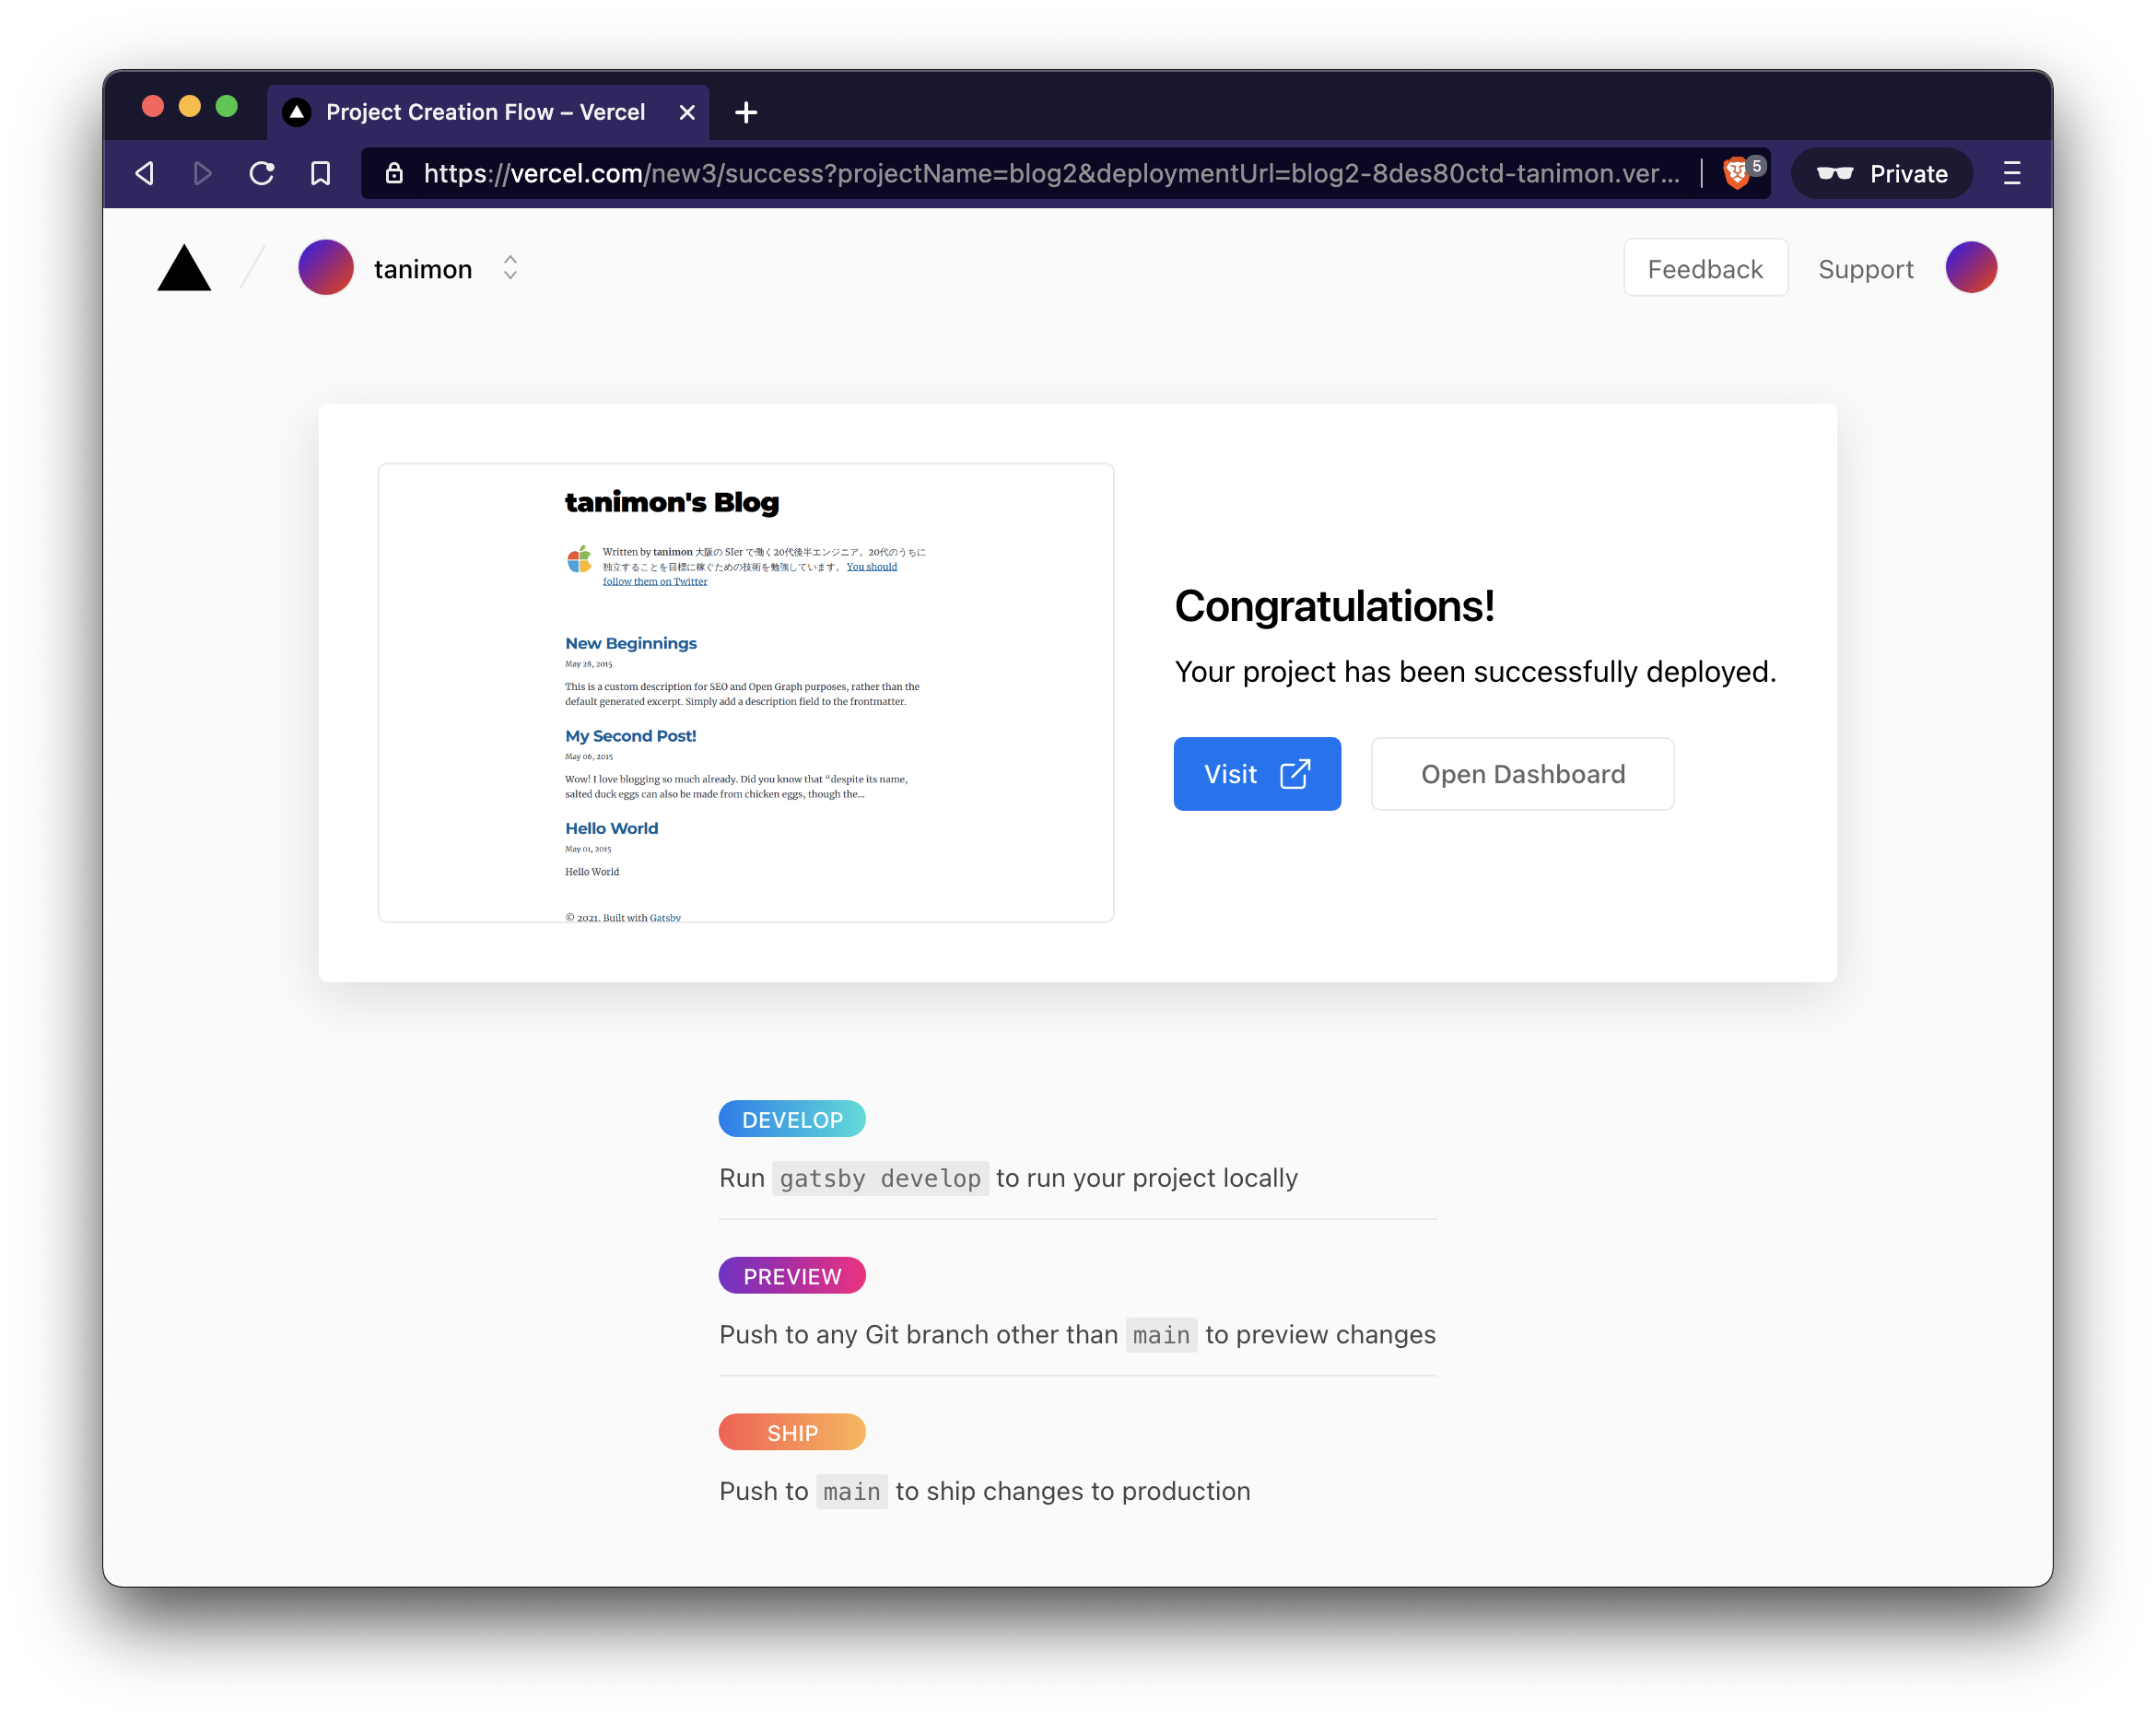 Project Creation Flow – Vercel
https://vercel.com/new3/success?projectName=blog2&deploymentUrl=blog2-8des80ctd-tanimon.ver...
5
Private
tanimon
Feedback
Support
tanimon's Blog
Written by tanimon 大阪の SIer で働く20代後半エンジニア。20代のうちに
独立することを目標に稼ぐための技術を勉強しています。 You should
follow them on Twitter
New Beginnings
May 28, 2015
This is a custom description for SEO and Open Graph purposes, rather than the
default generated excerpt. Simply add a description field to the frontmatter.
My Second Post!
May 06, 2015
Wow! I love blogging so much already. Did you know that “despite its name,
salted duck eggs can also be made from chicken eggs, though the...
Hello World
May 01, 2015
Hello World
© 2021, Built with Gatsby
Congratulations!
Your project has been successfully deployed.
Visit
Open Dashboard
DEVELOP
Run gatsby develop to run your project locally
PREVIEW
Push to any Git branch other than main to preview changes
SHIP
Push to main to ship changes to production